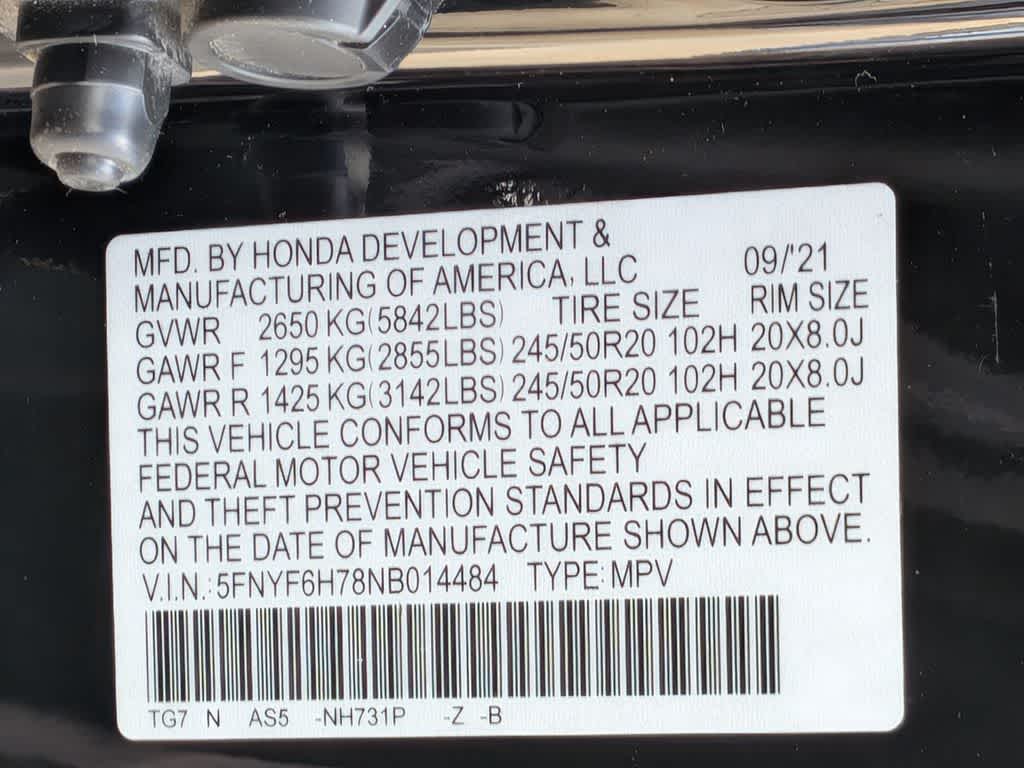 MFD. BY HONDA DEVELOPMENT &
MANUFACTURING OF AMERICA, LLC 09/'21
GVWR 2650 KG(5842LBS) TIRE SIZE RIM SIZE
GAWR F 1295 KG(2855LBS) 245/50R20 102H 20X8.0J
GAWR R 1425 KG(3142LBS) 245/50R20 102H 20X8.0J
THIS VEHICLE CONFORMS TO ALL APPLICABLE
FEDERAL MOTOR VEHICLE SAFETY
AND THEFT PREVENTION STANDARDS IN EFFECT
ON THE DATE OF MANUFACTURE SHOWN ABOVE.
V.I.N.: 5FNYF6H78NB014484 TYPE: MPV
TG7 N AS5 -NH731P -Z -B